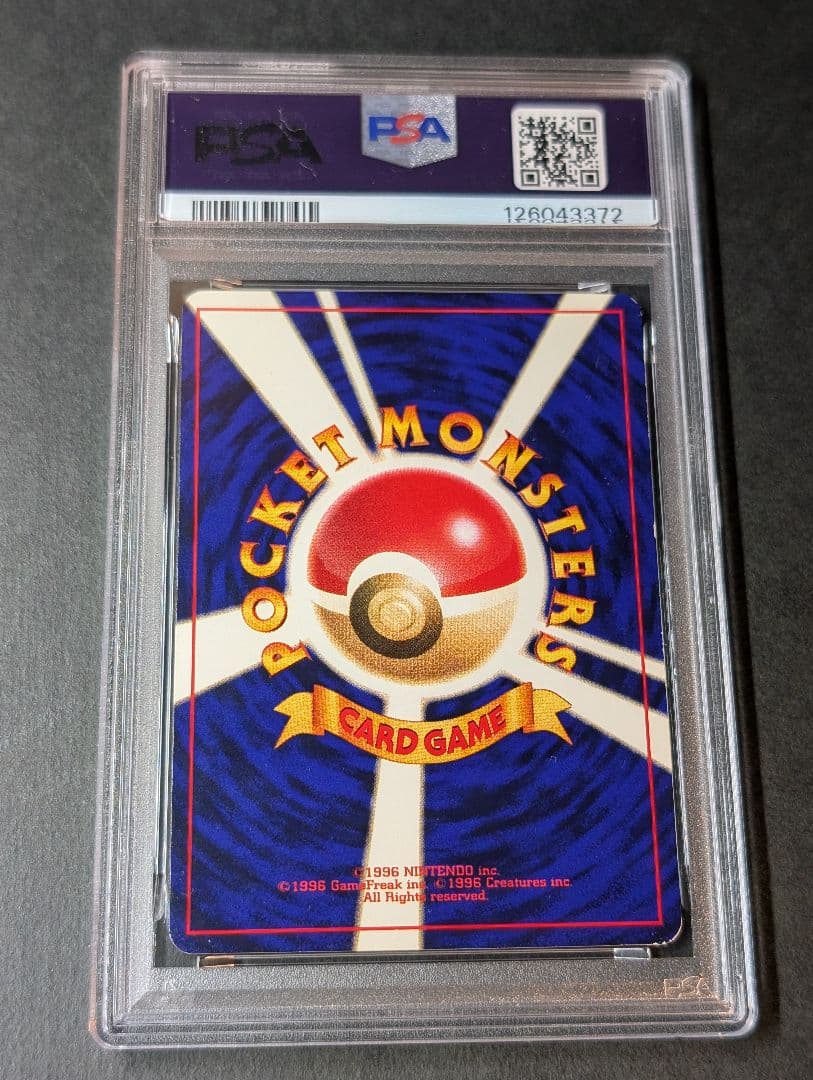 PSA
PSA
126043372
POCKET MONSTERS
CARD GAME
©1996 NINTENDO inc.
©1996 GameFreak inc. ©1996 Creatures inc.
All Rights reserved.
PSA